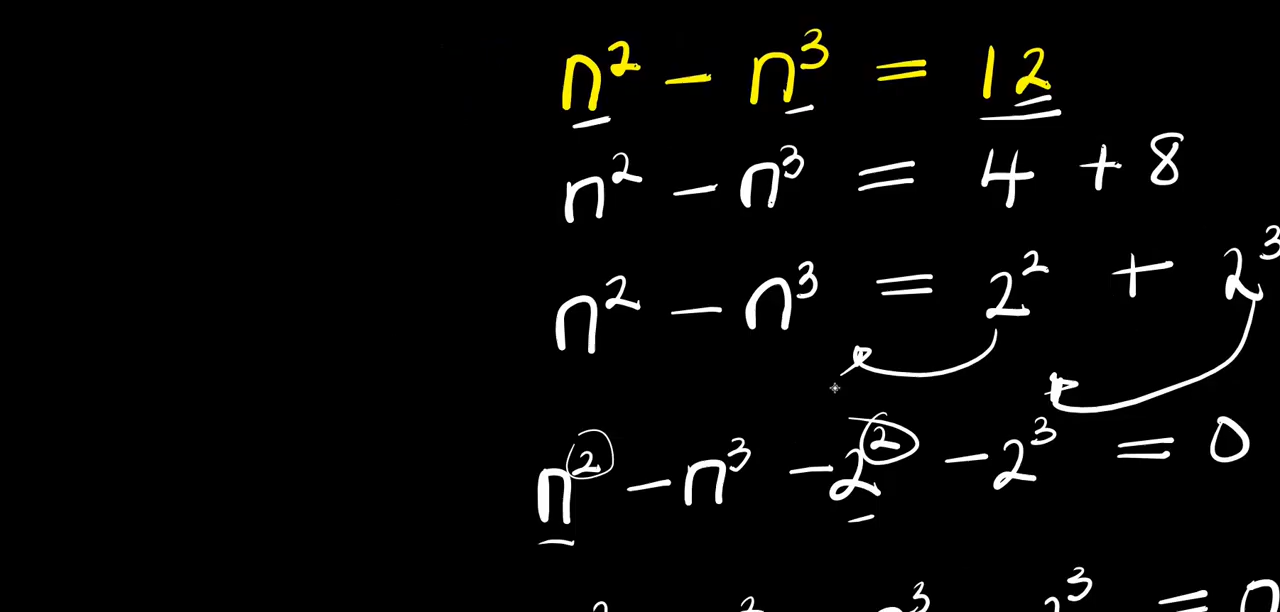 n² - n³ = 12
n² - n³ = 4 + 8
n² - n³ = 2² + 2³
n² - n³ - 2² - 2³ = 0